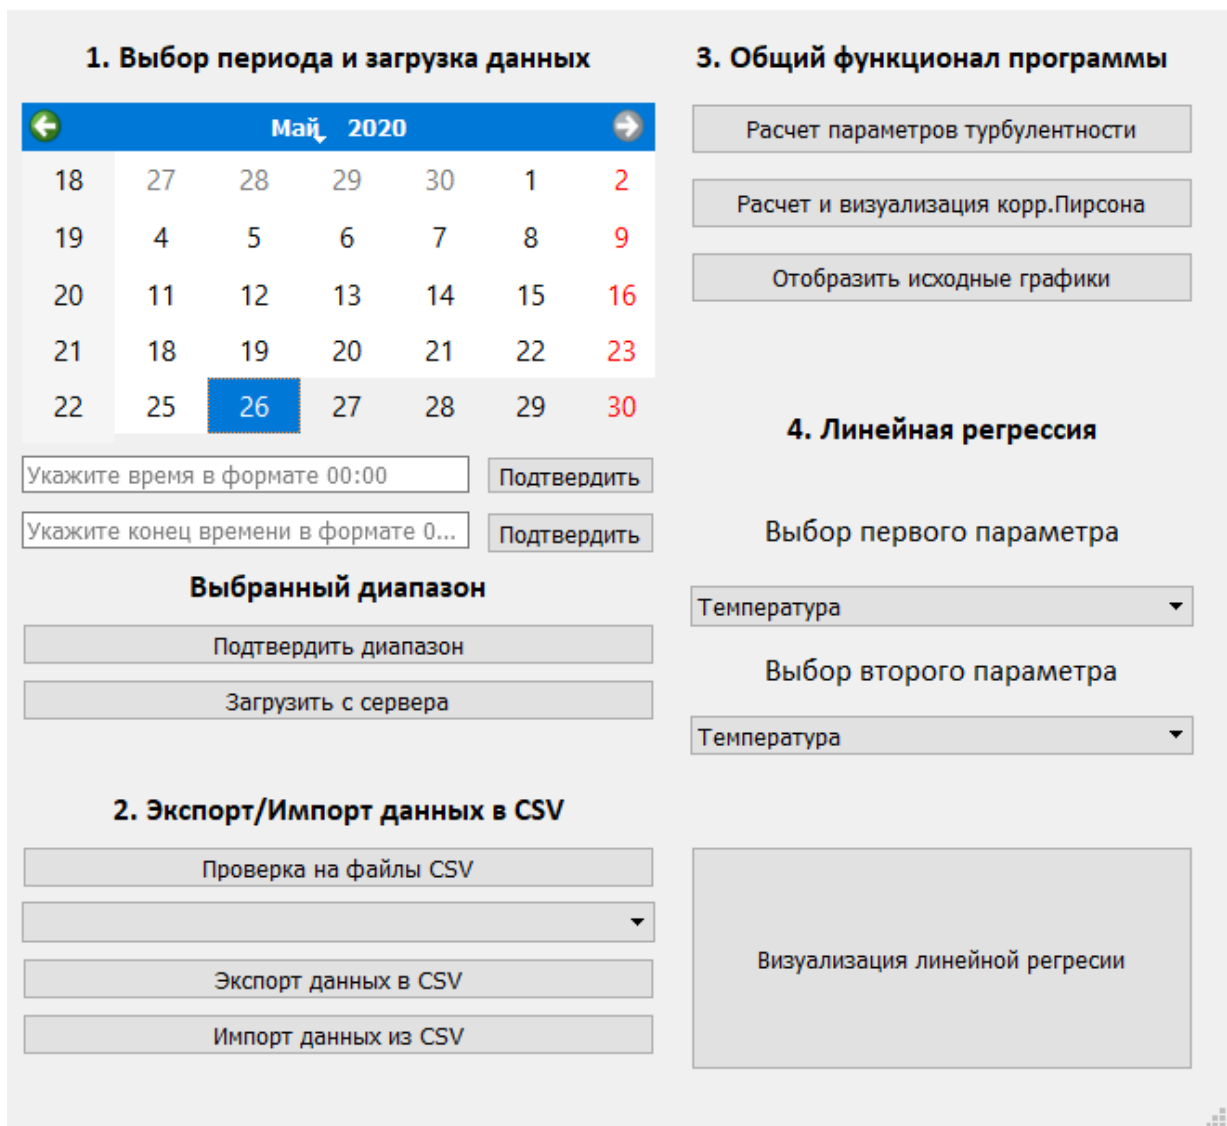 1. Выбор периода и загрузка данных
Май, 2020
18 27 28 29 30 1 2
19 4 5 6 7 8 9
20 11 12 13 14 15 16
21 18 19 20 21 22 23
22 25 26 27 28 29 30
Укажите время в формате 00:00 Подтвердить
Укажите конец времени в формате 0... Подтвердить
Выбранный диапазон
Подтвердить диапазон
Загрузить с сервера
2. Экспорт/Импорт данных в CSV
Проверка на файлы CSV
Экспорт данных в CSV
Импорт данных из CSV
3. Общий функционал программы
Расчет параметров турбулентности
Расчет и визуализация корр.Пирсона
Отобразить исходные графики
4. Линейная регрессия
Выбор первого параметра
Температура
Выбор второго параметра
Температура
Визуализация линейной регресии